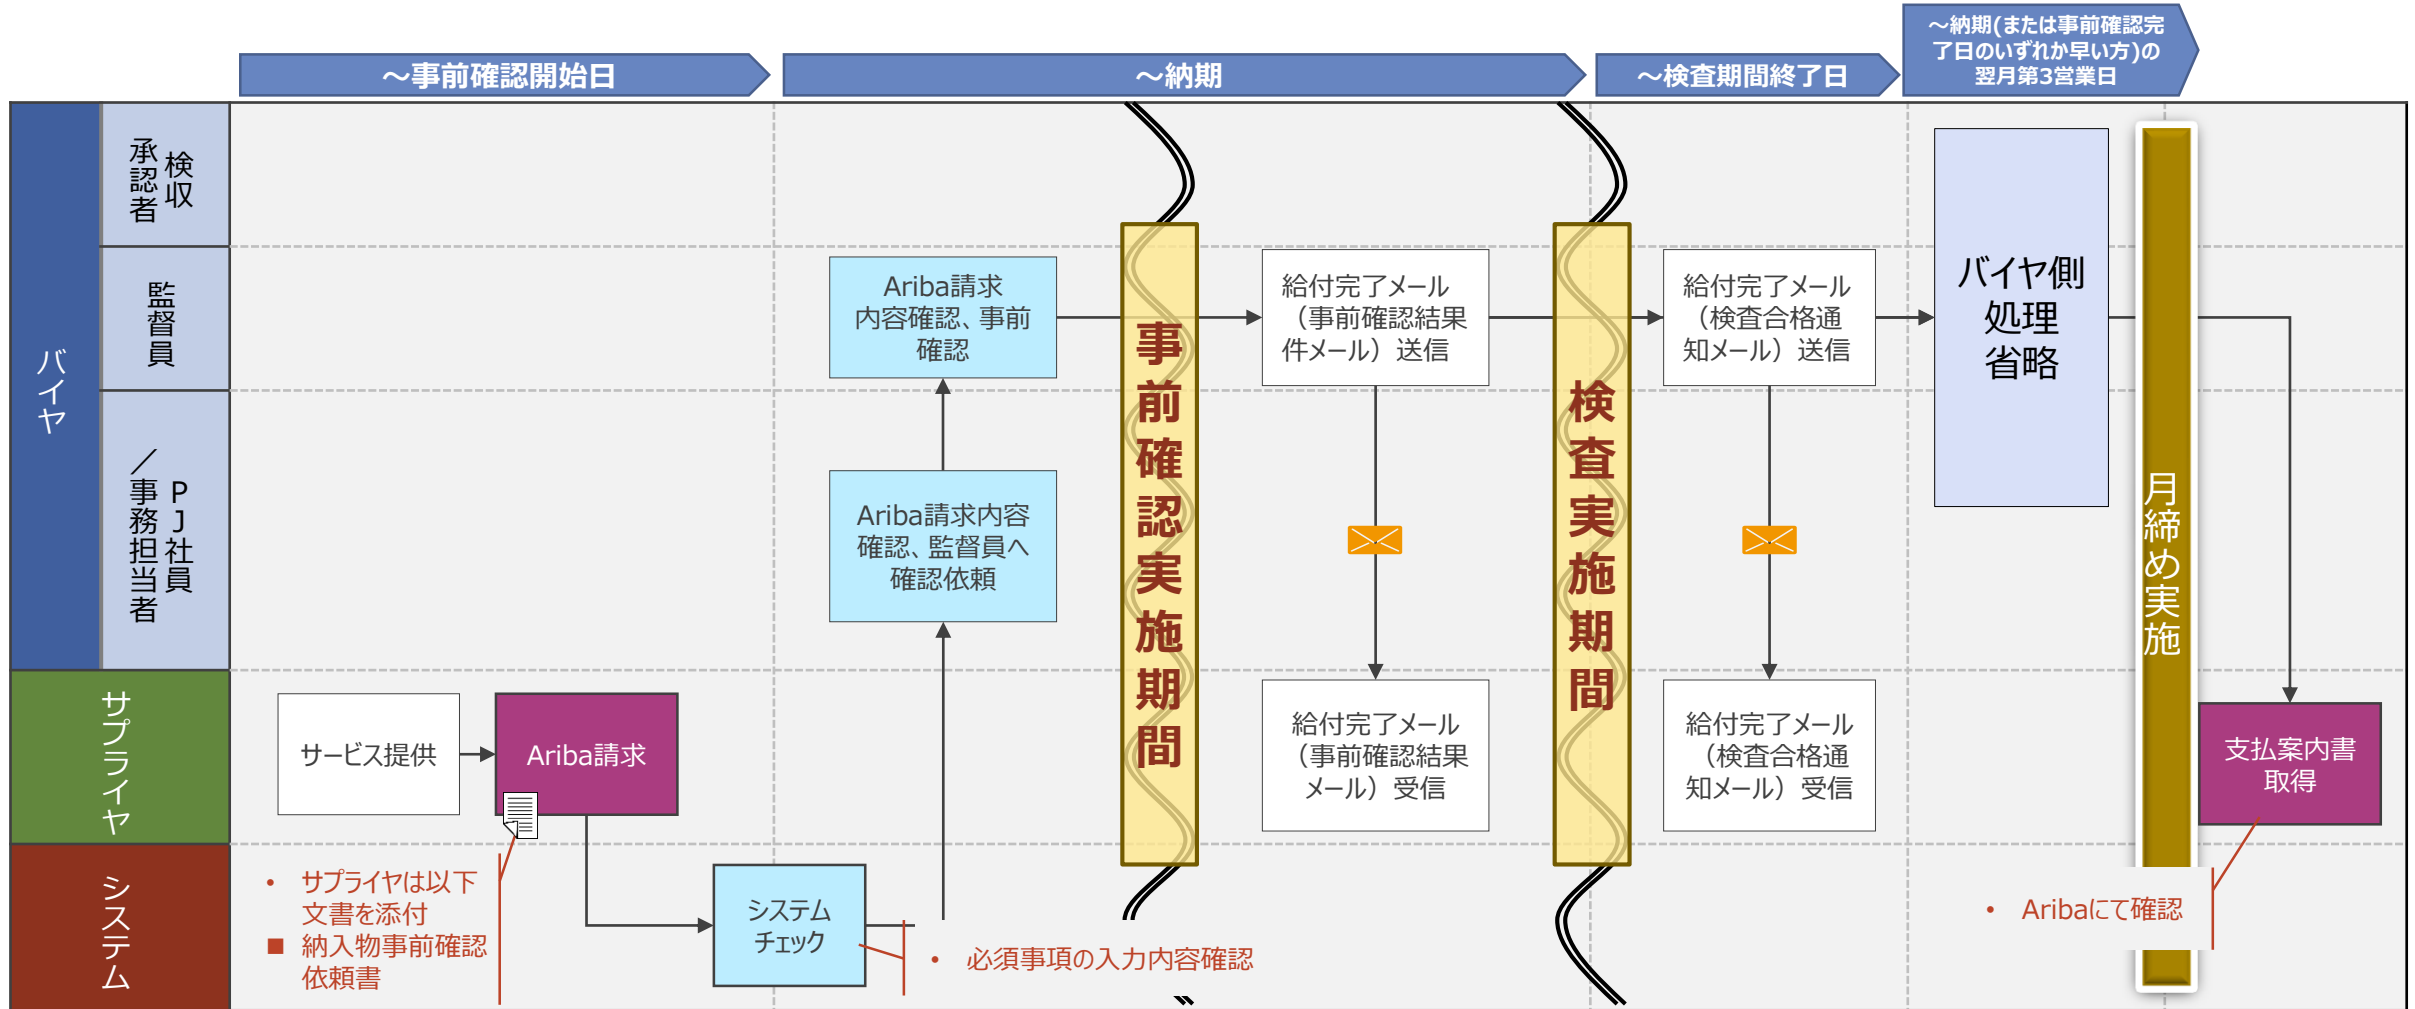 ～事前確認開始日
～納期
～検査期間終了日
～納期(または事前確認完
了日のいずれか早い方)の
翌月第3営業日
バイヤ
検収
承認者
監督員
ＰＪ社員
／事務担当者
サプライヤ
システム
Ariba請求
内容確認、事前
確認
Ariba請求内容
確認、監督員へ
確認依頼
事前確認実施期間
給付完了メール
（事前確認結果
件メール）送信
検査実施期間
給付完了メール
（検査合格通
知メール）送信
バイヤ側
処理
省略
月締め実施
サービス提供
Ariba請求
給付完了メール
（事前確認結果
メール）受信
給付完了メール
（検査合格通
知メール）受信
支払案内書
取得
• サプライヤは以下
文書を添付
■ 納入物事前確認
依頼書
システム
チェック
• 必須事項の入力内容確認
• Aribaにて確認